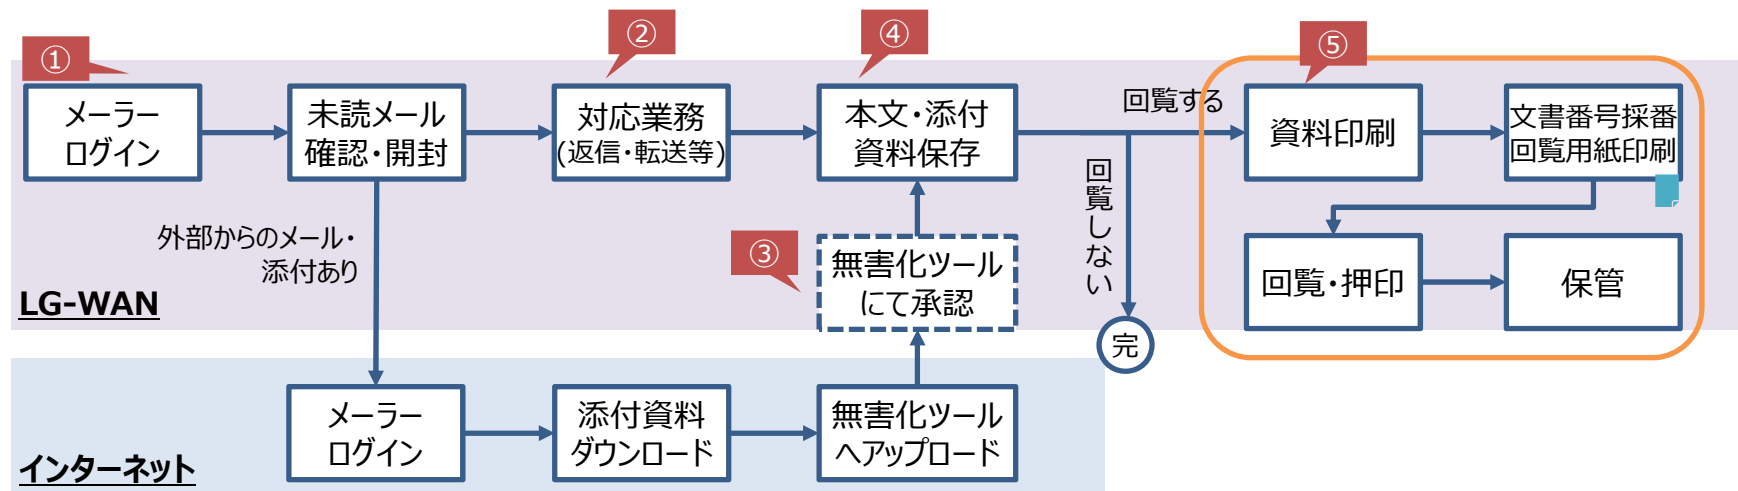 ①
②
④
⑤
メーラー
ログイン
未読メール
確認・開封
対応業務
(返信・転送等)
本文・添付
資料保存
回覧する
資料印刷
文書番号採番
回覧用紙印刷
回覧しない
外部からのメール・
添付あり
③
無害化ツール
にて承認
回覧・押印
保管
LG-WAN
完
メーラー
ログイン
添付資料
ダウンロード
無害化ツール
へアップロード
インターネット